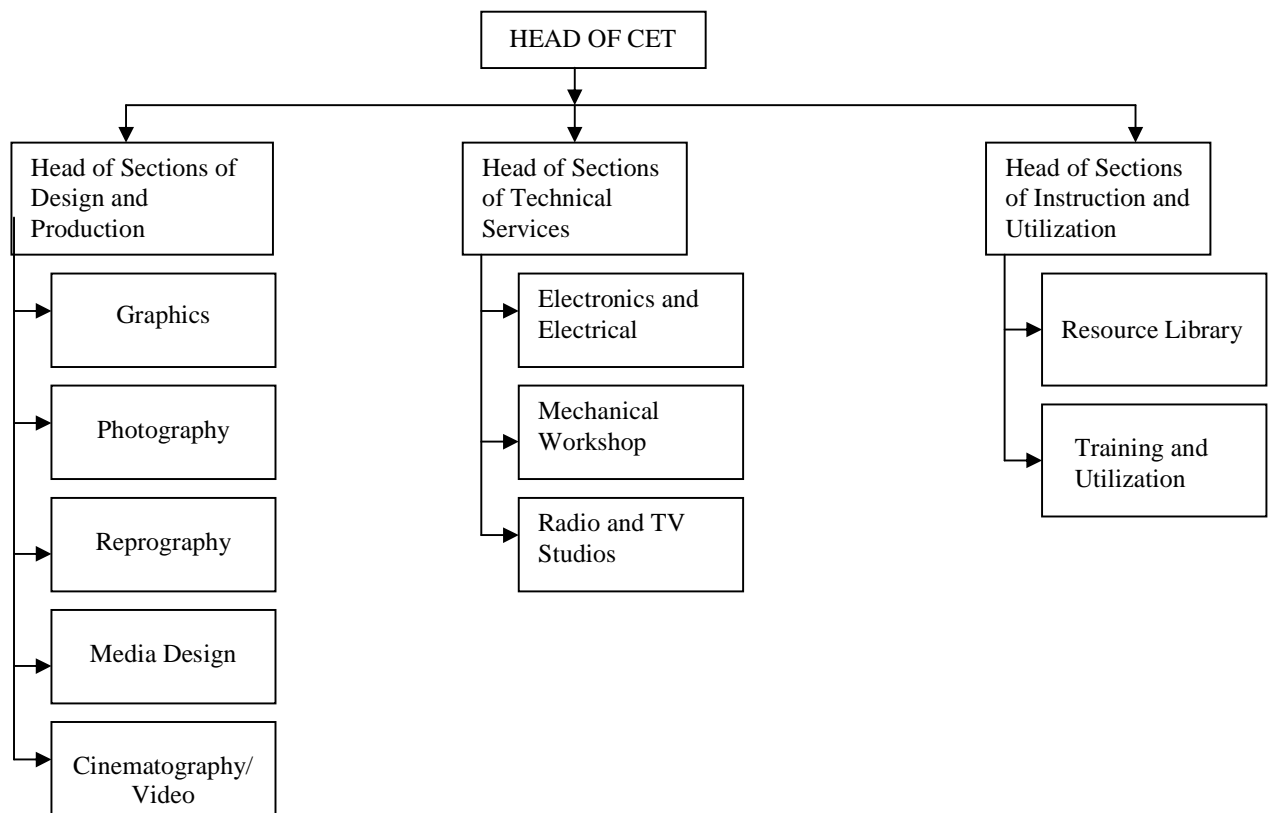 HEAD OF CET
Head of Sections of
Design and
Production
Graphics
Photography
Reprography
Media Design
Cinematography/
Video
Head of Sections
of Technical
Services
Electronics and
Electrical
Mechanical
Workshop
Radio and TV
Studios
Head of Sections
of Instruction and
Utilization
Resource Library
Training and
Utilization